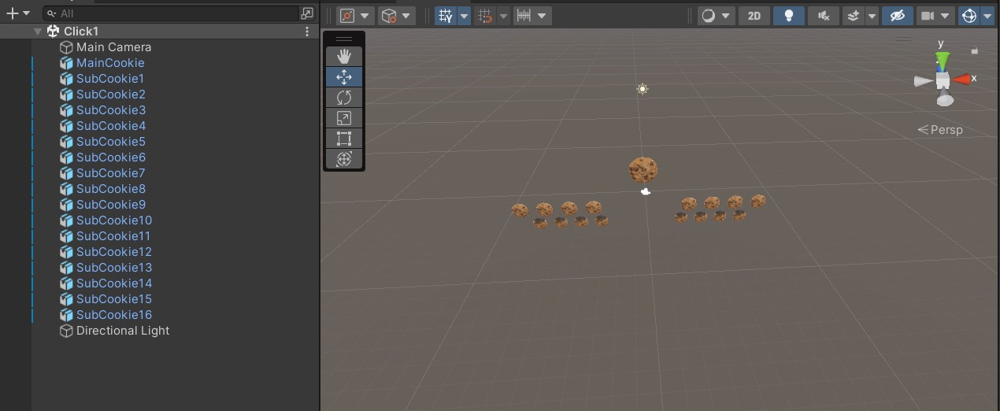 All
2D
Click1
Main Camera
MainCookie
SubCookie1
SubCookie2
SubCookie3
SubCookie4
SubCookie5
SubCookie6
SubCookie7
SubCookie8
SubCookie9
SubCookie10
SubCookie11
SubCookie12
SubCookie13
SubCookie14
SubCookie15
SubCookie16
Directional Light
y
x
Persp